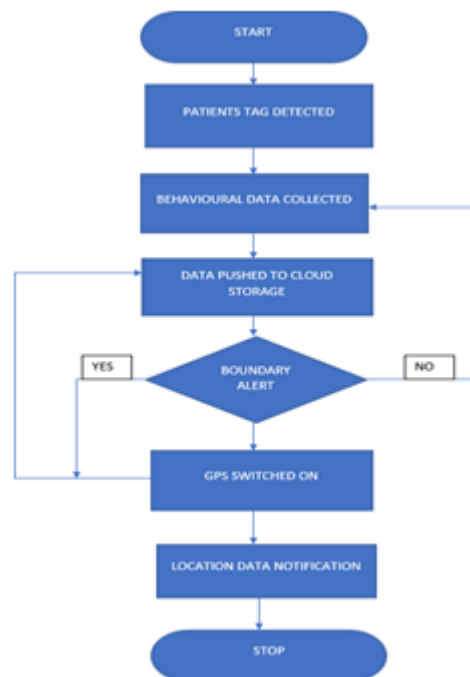 START
PATIENTS TAG DETECTED
BEHAVIOURAL DATA COLLECTED
DATA PUSHED TO CLOUD
STORAGE
YES
BOUNDARY
ALERT
NO
GPS SWITCHED ON
LOCATION DATA NOTIFICATION
STOP